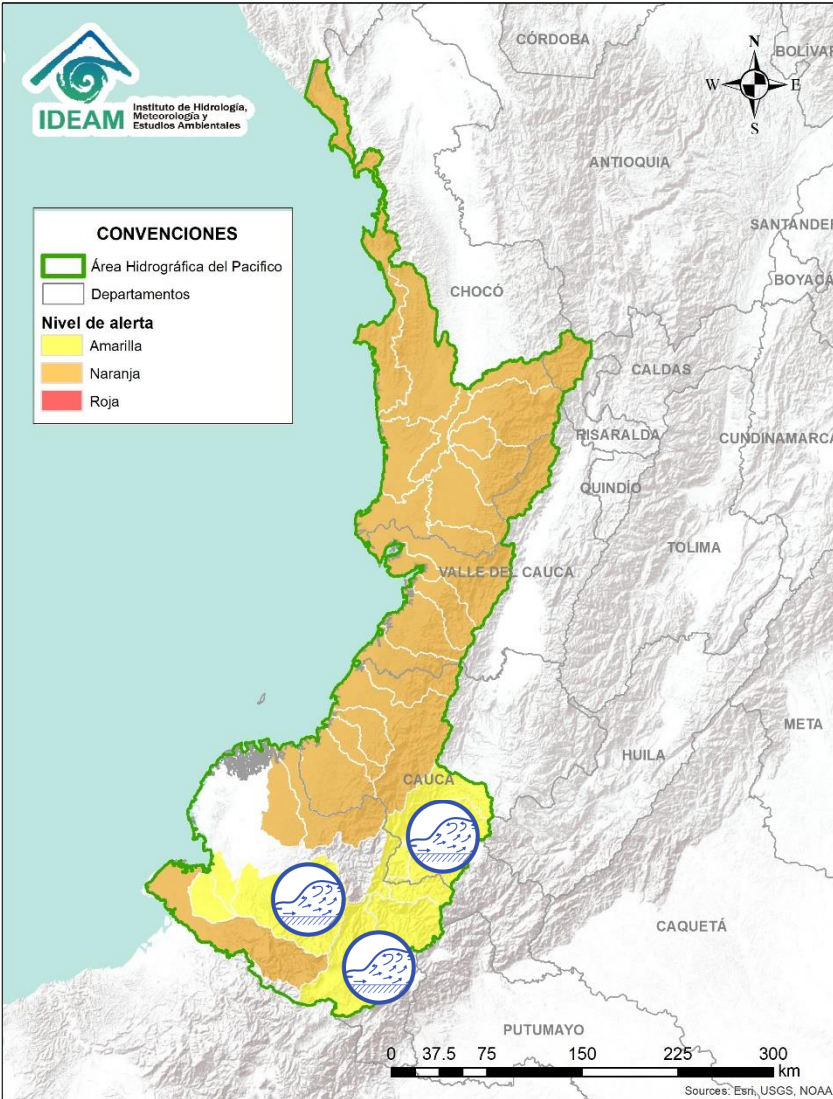 IDEAM
Instituto de Hidrología,
Meteorología y
Estudios Ambientales
N
W
E
S
CONVENCIONES
Área Hidrográfica del Pacifico
Departamentos
Nivel de alerta
Amarilla
Naranja
Roja
CÓRDOBA
BOLÍVAR
ANTIOQUIA
SANTANDER
BOYACÁ
CHOCÓ
CALDAS
RISARALDA
CUNDINAMARCA
QUINDÍO
TOLIMA
VALLE DEL CAUCA
META
HUILA
CAUCA
CAQUETÁ
PUTUMAYO
0 37.5 75 150 225 300
km
Sources: Esri, USGS, NOAA